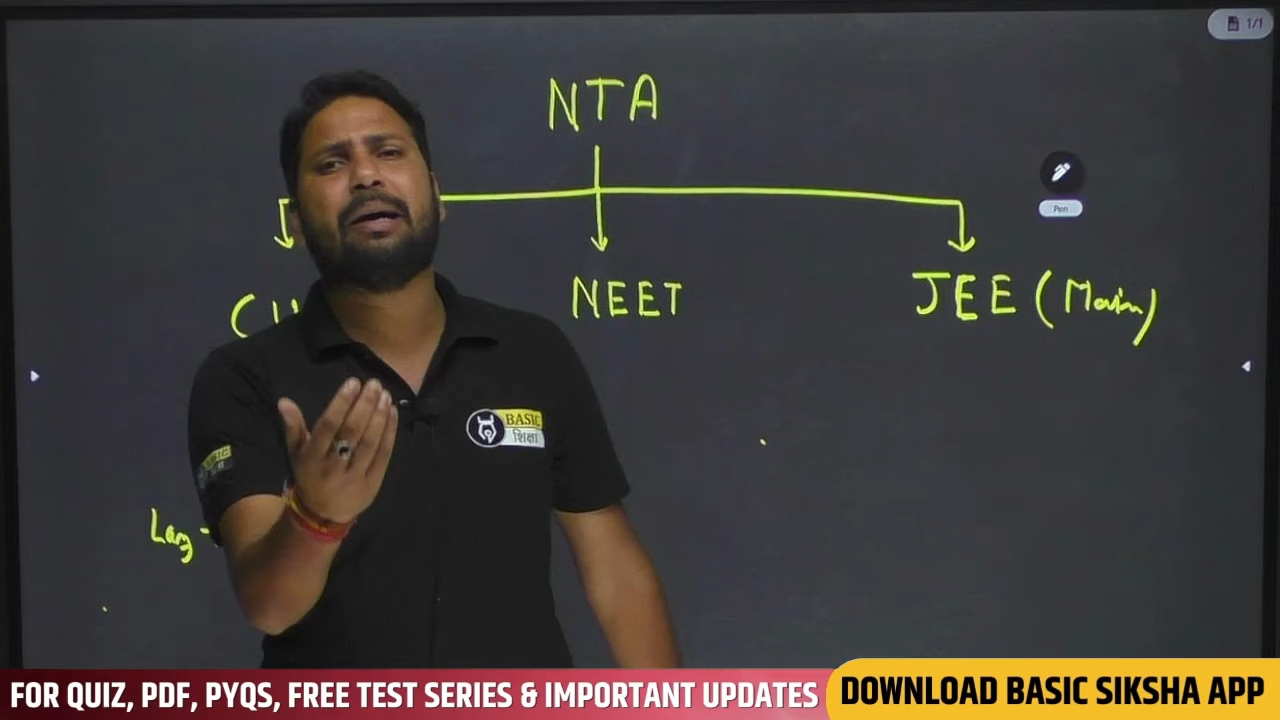 1/1
NTA
Pen
NEET
JEE (Main)
BASIC
शिक्षा
Lang -
FOR QUIZ, PDF, PYQS, FREE TEST SERIES & IMPORTANT UPDATES
DOWNLOAD BASIC SIKSHA APP